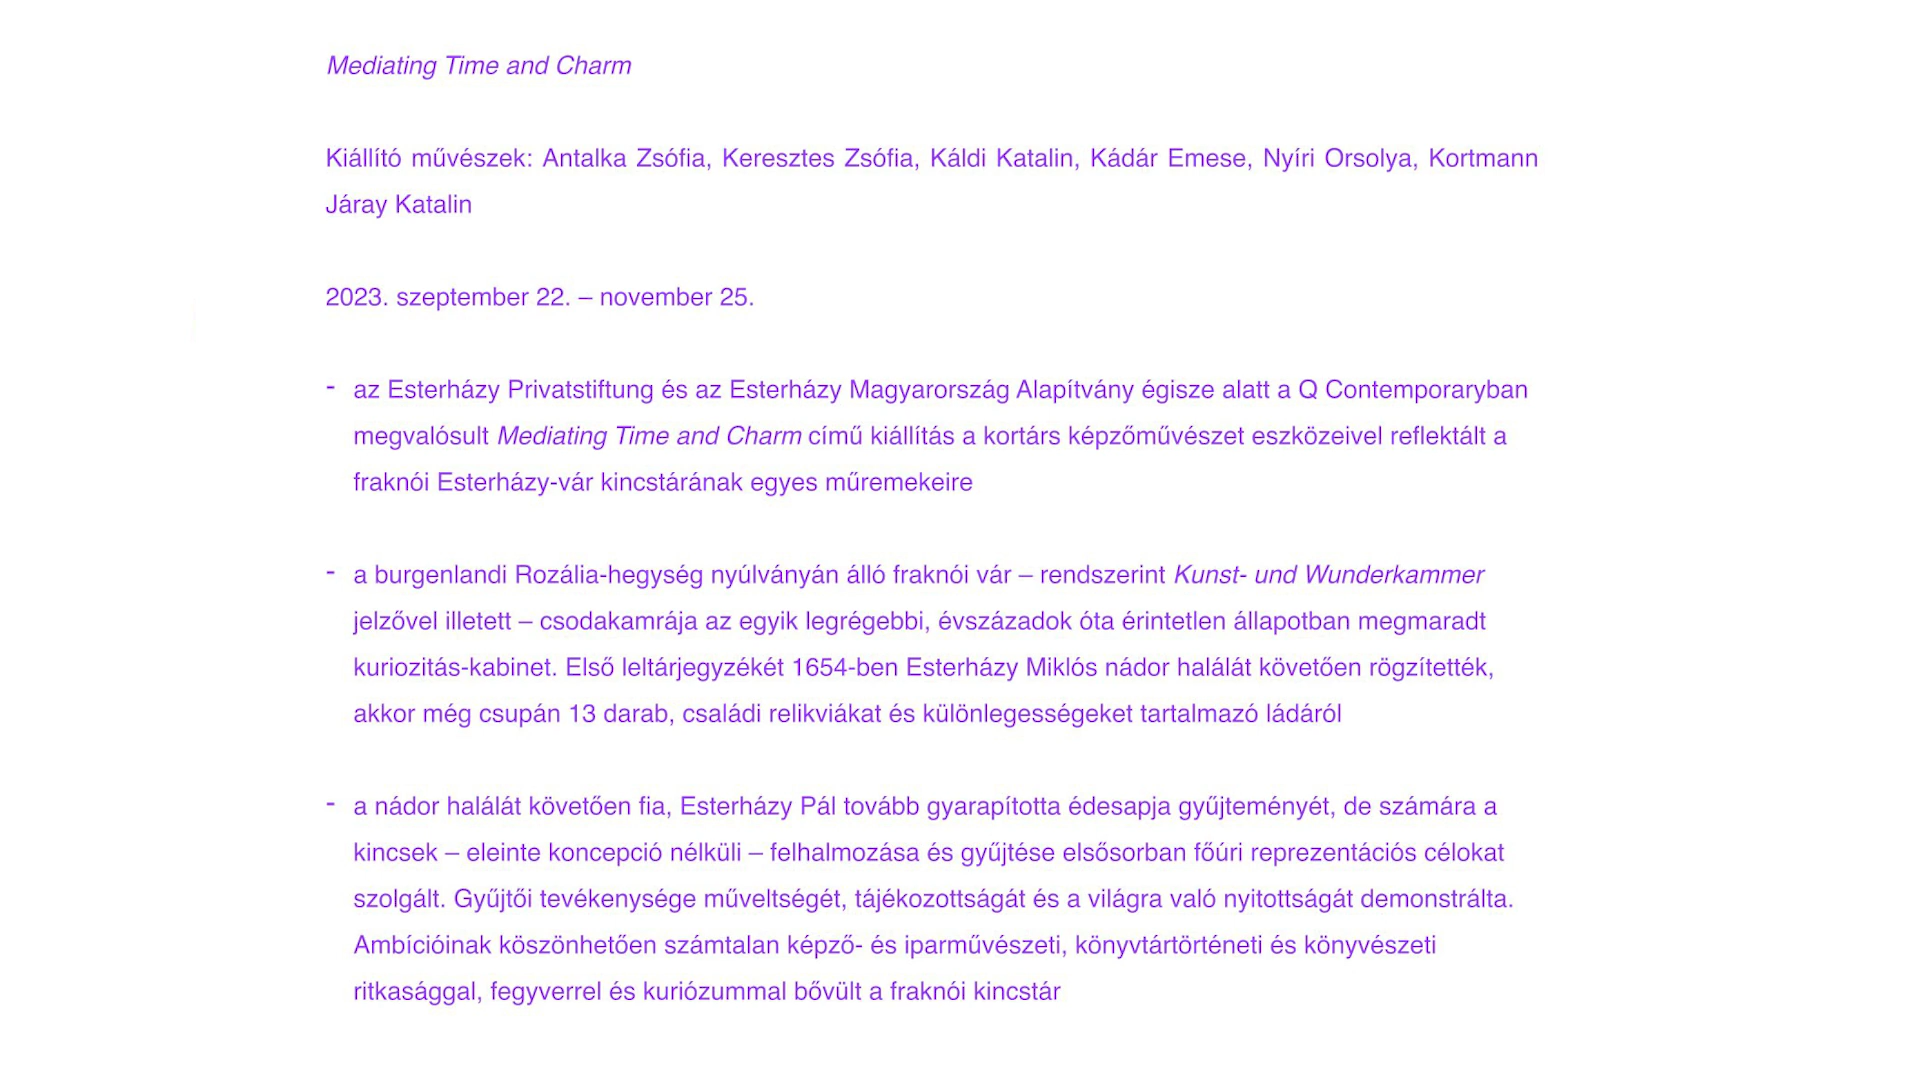 Mediating Time and Charm
Kiállító művészek: Antalka Zsófia, Keresztes Zsófia, Káldi Katalin, Kádár Emese, Nyíri Orsolya, Kortmann
Járay Katalin
2023. szeptember 22. – november 25.
- az Esterházy Privatstiftung és az Esterházy Magyarország Alapítvány égisze alatt a Q Contemporaryban
megvalósult Mediating Time and Charm című kiállítás a kortárs képzőművészet eszközeivel reflektált a
fraknói Esterházy-vár kincstárának egyes műremekeire
- a burgenlandi Rozália-hegység nyúlványán álló fraknói vár – rendszerint Kunst- und Wunderkammer
jelzővel illetett – csodakamrája az egyik legrégebbi, évszázadok óta érintetlen állapotban megmaradt
kuriozitás-kabinet. Első leltárjegyzékét 1654-ben Esterházy Miklós nádor halálát követően rögzítették,
akkor még csupán 13 darab, családi relikviákat és különlegességeket tartalmazó ládáról
- a nádor halálát követően fia, Esterházy Pál tovább gyarapította édesapja gyűjteményét, de számára a
kincsek – eleinte koncepció nélküli – felhalmozása és gyűjtése elsősorban főúri reprezentációs célokat
szolgált. Gyűjtői tevékenysége műveltségét, tájékozottságát és a világra való nyitottságát demonstrálta.
Ambícióinak köszönhetően számtalan képző- és iparművészeti, könyvtártörténeti és könyvészeti
ritkasággal, fegyverrel és kuriózummal bővült a fraknói kincstár